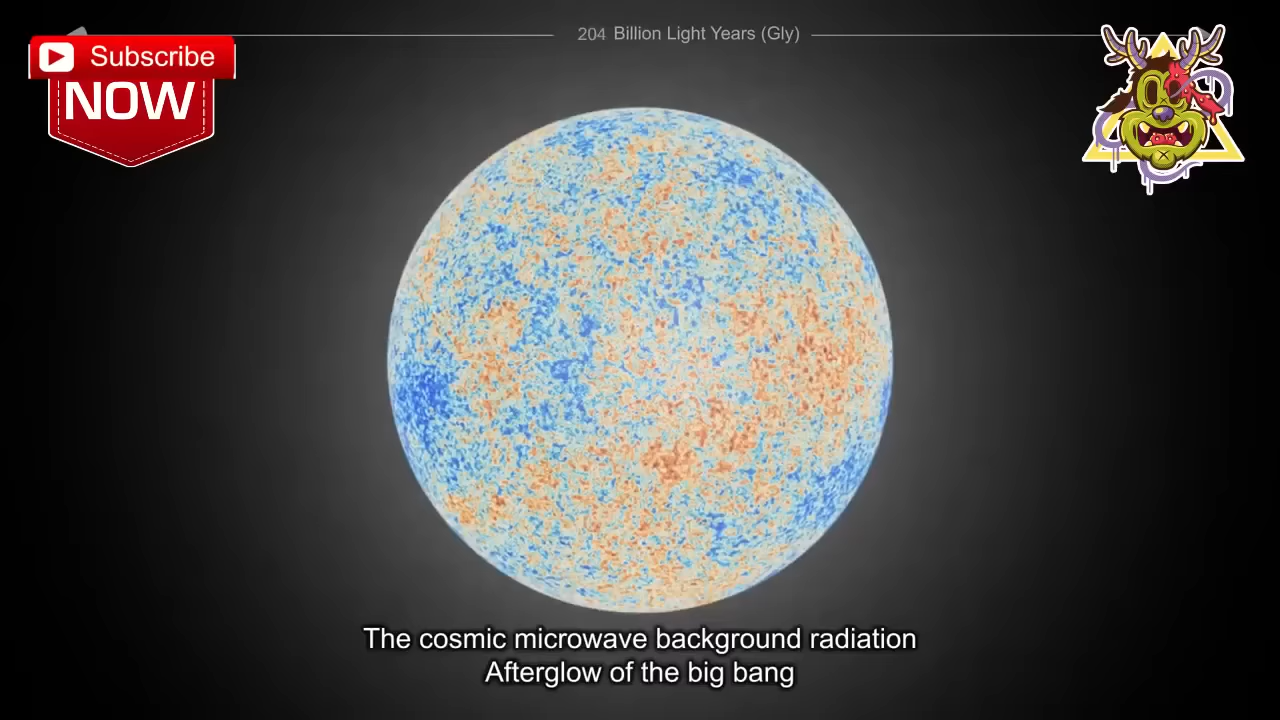 204 Billion Light Years (Gly)
Subscribe
NOW
The cosmic microwave background radiation
Afterglow of the big bang